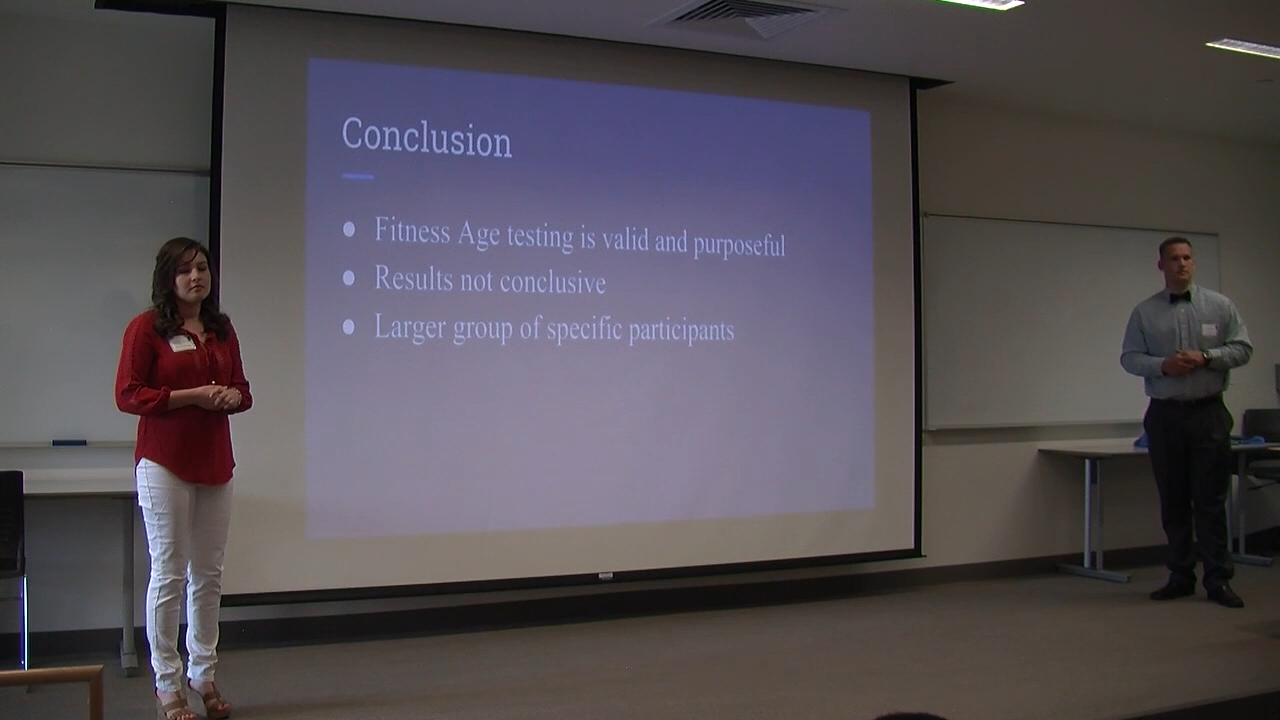 Conclusion
● Fitness Age testing is valid and purposeful
● Results not conclusive
● Larger group of specific participants